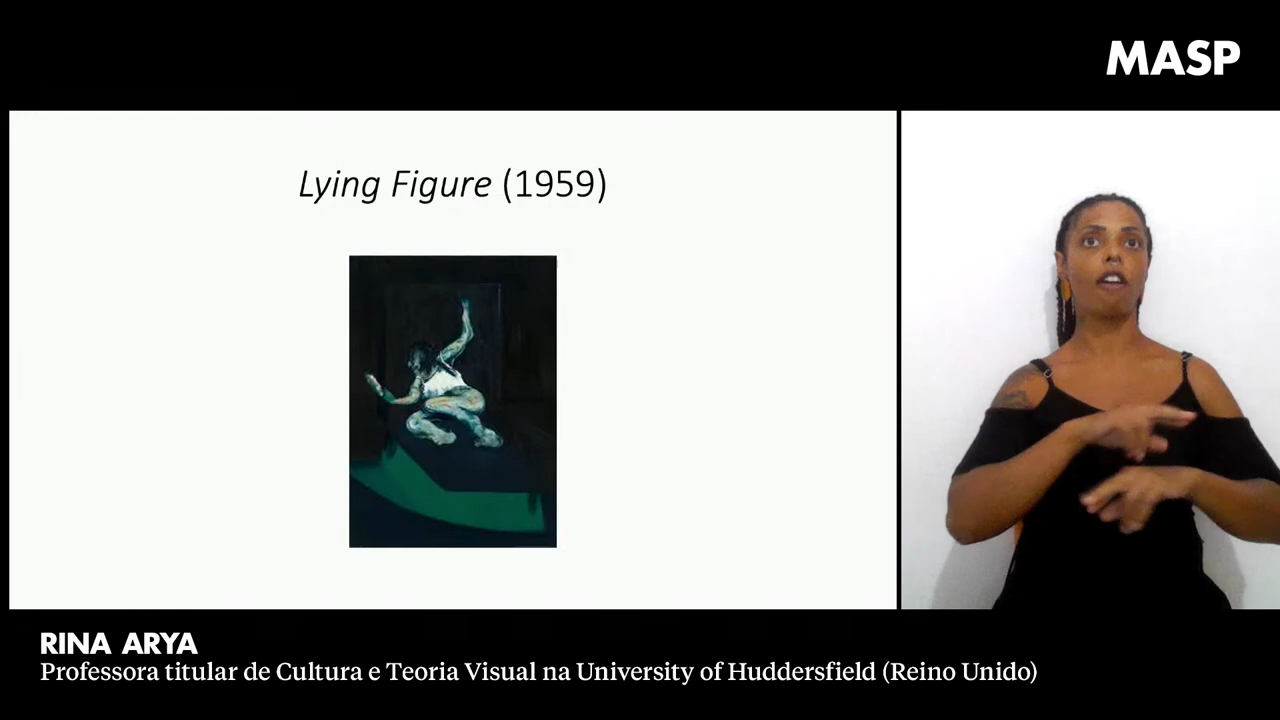 MASP
Lying Figure (1959)
RINA ARYA
Professora titular de Cultura e Teoria Visual na University of Huddersfield (Reino Unido)